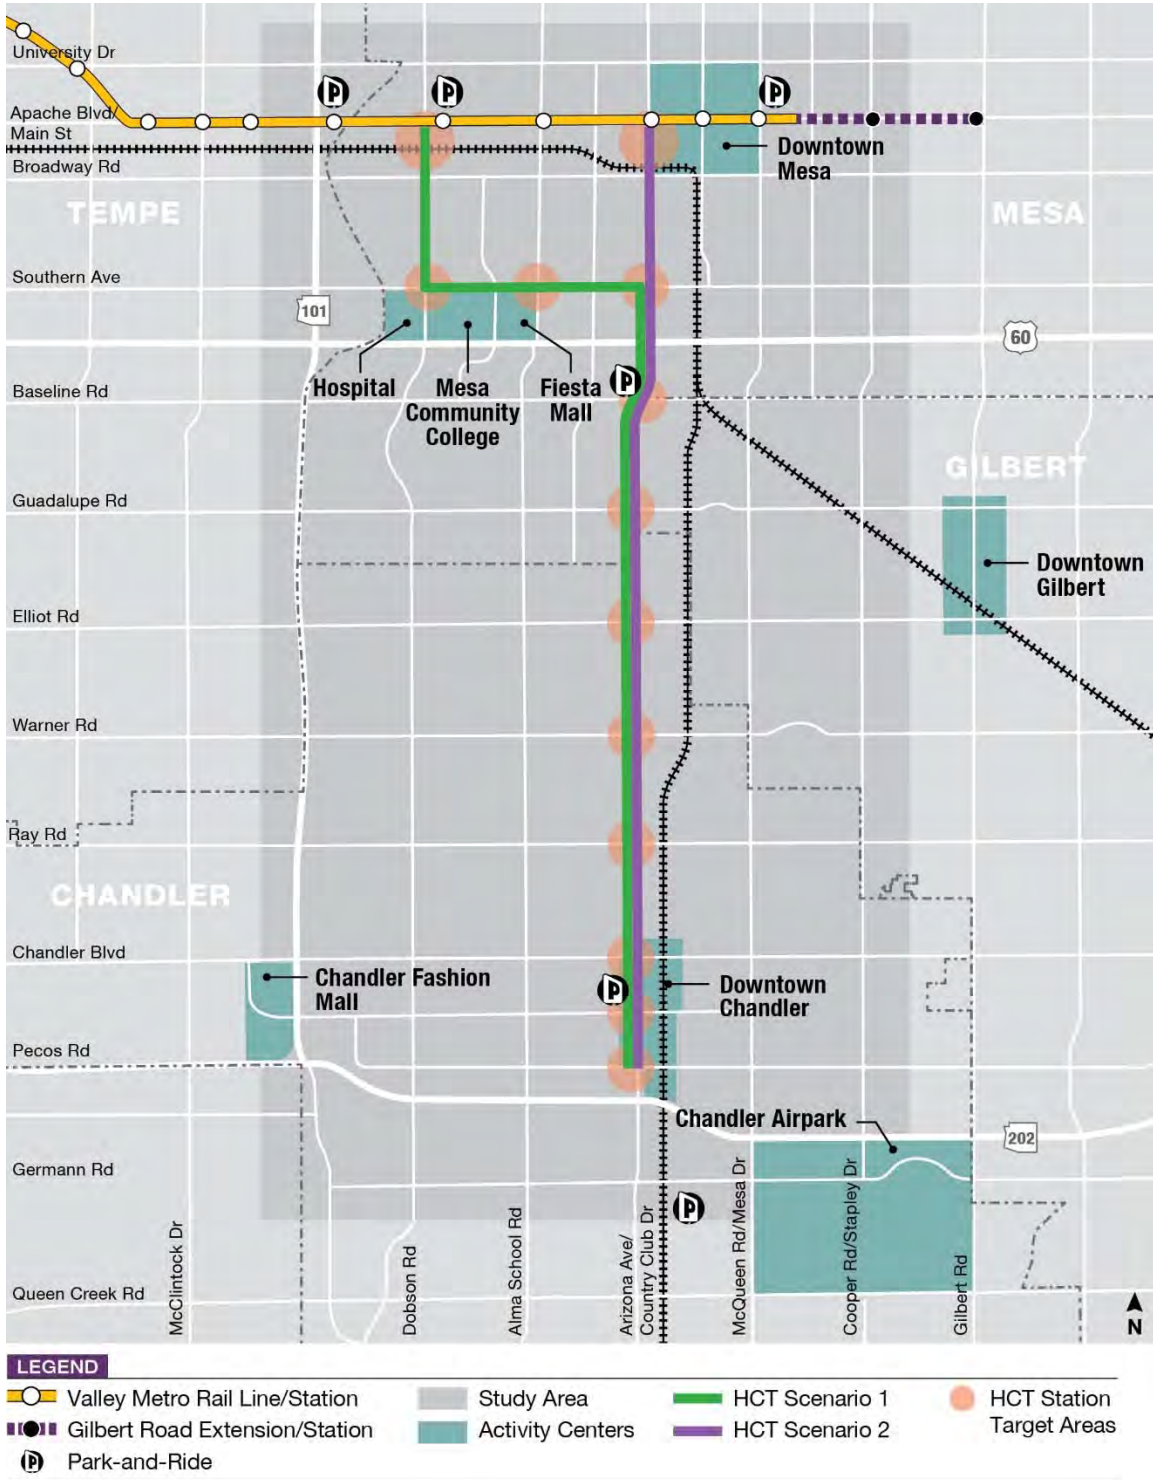 University Dr
Apache Blvd/
Main St
Broadway Rd
Downtown
Mesa
TEMPE
MESA
Southern Ave
101
60
Hospital
Mesa
Community
College
Fiesta
Mall
Baseline Rd
GILBERT
Guadalupe Rd
Downtown
Gilbert
Elliot Rd
Warner Rd
Ray Rd
CHANDLER
Chandler Blvd
Chandler Fashion
Mall
Downtown
Chandler
Pecos Rd
Chandler Airpark
202
Germann Rd
Queen Creek Rd
McClintock Dr
Dobson Rd
Alma School Rd
Arizona Ave/
Country Club Dr
McQueen Rd/Mesa Dr
Cooper Rd/Stapley Dr
Gilbert Rd
N
P
P
P
P
P
P
LEGEND
Valley Metro Rail Line/Station
Study Area
HCT Scenario 1
HCT Station
Target Areas
Gilbert Road Extension/Station
Activity Centers
HCT Scenario 2
P
Park-and-Ride